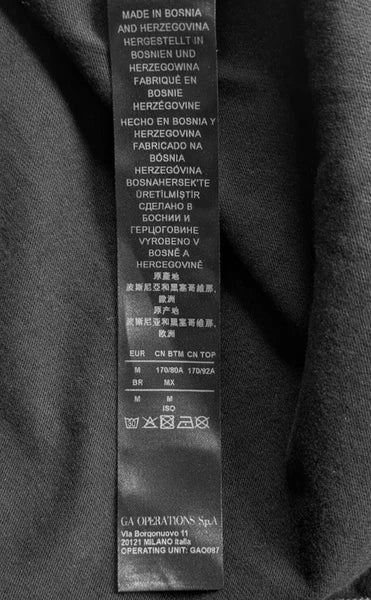 MADE IN BOSNIA
AND HERZEGOVINA
HERGESTELLT IN
BOSNIEN UND
HERZEGOWINA
FABRIQUÉ EN
BOSNIE
HERZÉGOVINE
HECHO EN BOSNIA Y
HERZEGOVINA
FABRICADO NA
BÓSNIA
HERZEGÓVINA
BOSNAHERSEK'TE
ÜRETİLMİŞTİR
СДЕЛАНО В
БОСНИИ И
ГЕРЦОГОВИНЕ
VYROBENO V
BOSNĚ A
HERCEGOVINĚ
原產地
波斯尼亞和黑塞哥維那,
歐洲
原产地
波斯尼亚和黑塞哥维那,
欧洲
EUR CN BTM CN TOP
M 170/80A 170/92A
BR MX
M M
ISO
GA OPERATIONS S.p.A
Via Borgonuovo 11
20121 MILANO Italia
OPERATING UNIT: GAO087